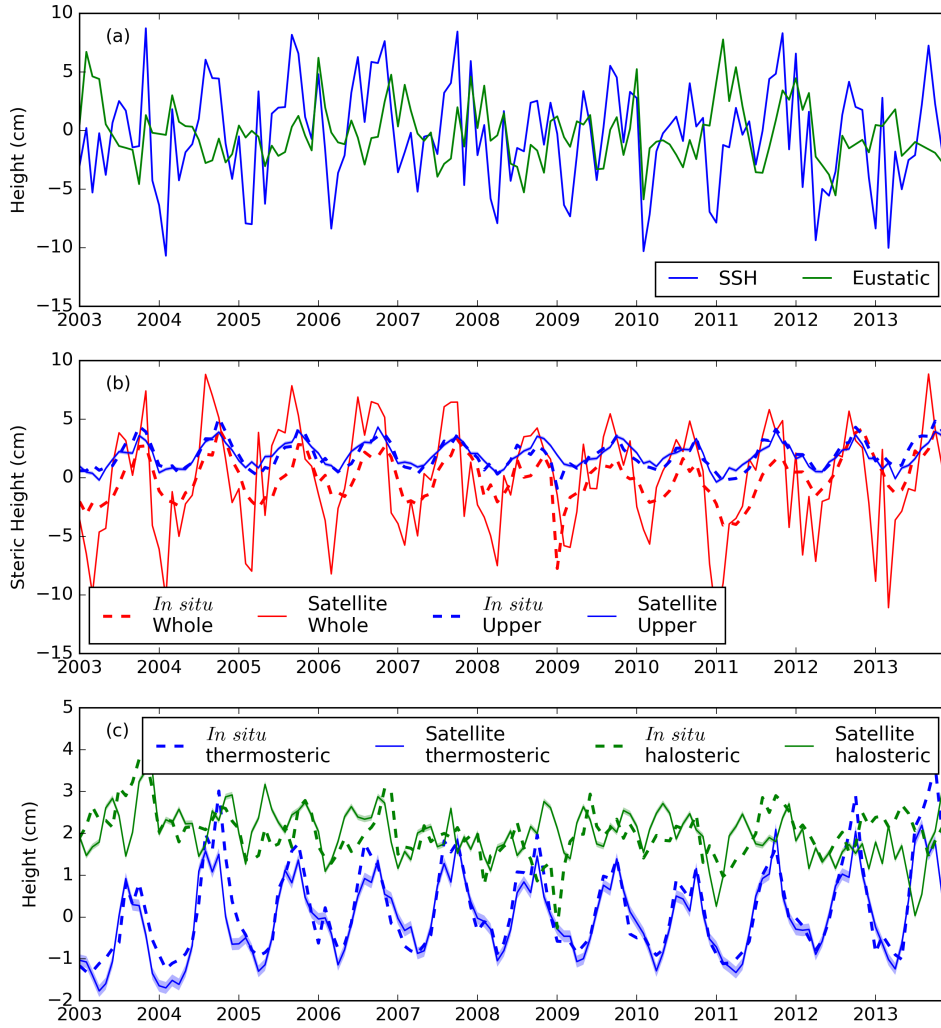 10
(a)
5
0
−5
−10
−15
Height (cm)
SSH Eustatic
2003 2004 2005 2006 2007 2008 2009 2010 2011 2012 2013
10
(b)
5
0
−5
−10
−15
Steric Height (cm)
In situ Satellite In situ Satellite
Whole Whole Upper Upper
2003 2004 2005 2006 2007 2008 2009 2010 2011 2012 2013
5
(c)
In situ Satellite In situ Satellite
thermosteric thermosteric halosteric halosteric
4
3
2
1
0
−1
−2
Height (cm)
2003 2004 2005 2006 2007 2008 2009 2010 2011 2012 2013